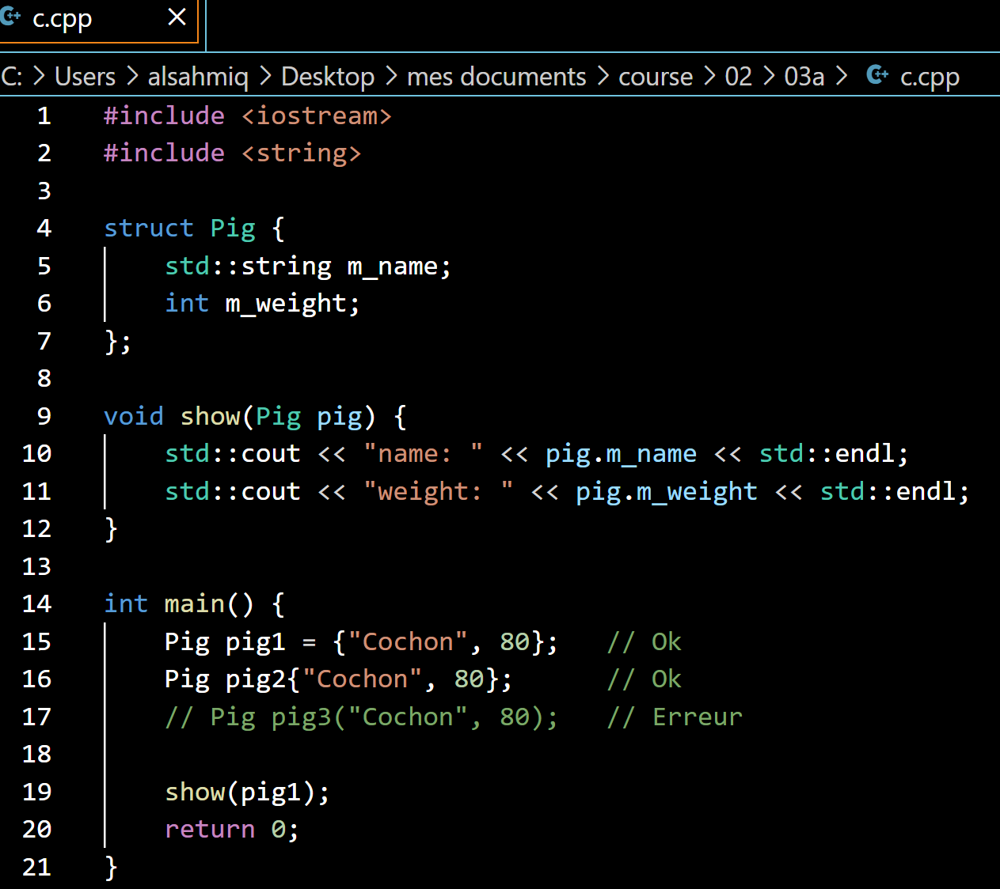 c.cpp ×
C: > Users > alsahmiq > Desktop > mes documents > course > 02 > 03a > c.cpp
1 #include <iostream>
2 #include <string>
3
4 struct Pig {
5     std::string m_name;
6     int m_weight;
7 };
8
9 void show(Pig pig) {
10     std::cout << "name: " << pig.m_name << std::endl;
11     std::cout << "weight: " << pig.m_weight << std::endl;
12 }
13
14 int main() {
15     Pig pig1 = {"Cochon", 80};   // Ok
16     Pig pig2{"Cochon", 80};      // Ok
17     // Pig pig3("Cochon", 80);   // Erreur
18
19     show(pig1);
20     return 0;
21 }